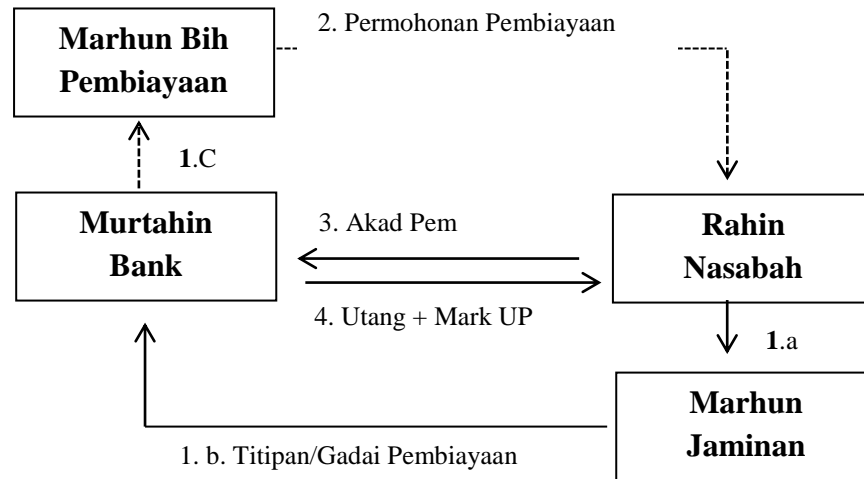 2. Permohonan Pembiayaan
Marhun Bih
Pembiayaan
1.C
Murtahin
Bank
3. Akad Pem
4. Utang + Mark UP
Rahin
Nasabah
1.a
Marhun
Jaminan
1. b. Titipan/Gadai Pembiayaan